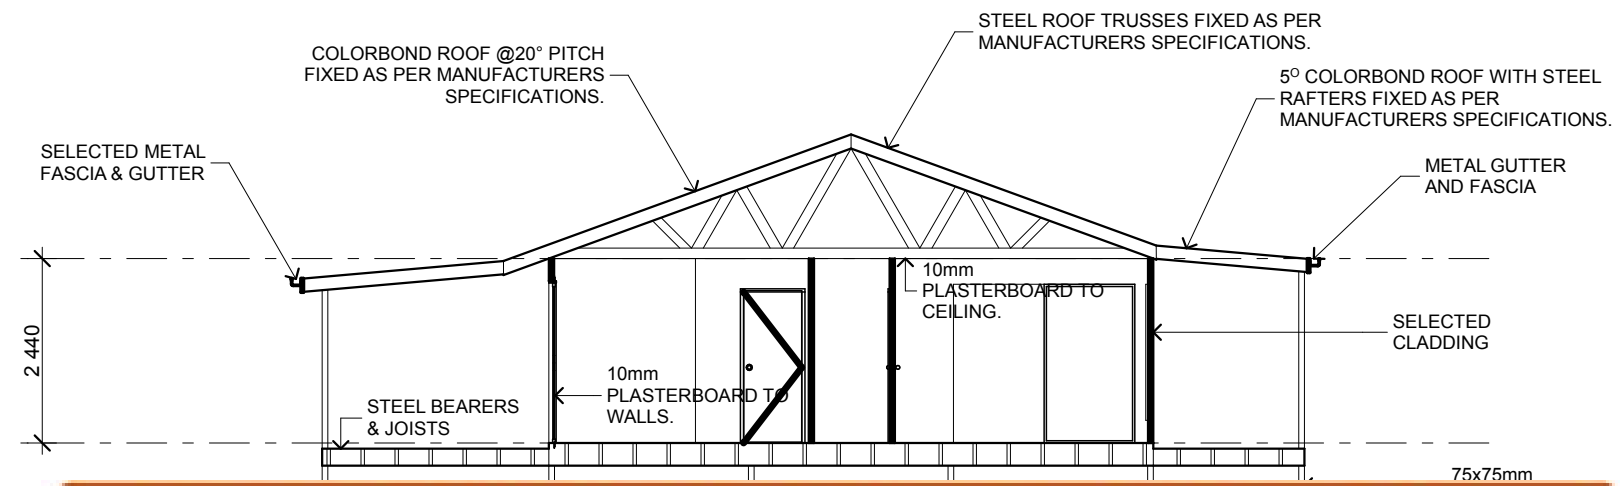 STEEL ROOF TRUSSES FIXED AS PER
MANUFACTURERS SPECIFICATIONS.
COLORBOND ROOF @20° PITCH
FIXED AS PER MANUFACTURERS
SPECIFICATIONS.
5° COLORBOND ROOF WITH STEEL
RAFTERS FIXED AS PER
MANUFACTURERS SPECIFICATIONS.
SELECTED METAL
FASCIA & GUTTER
METAL GUTTER
AND FASCIA
10mm
PLASTERBOARD TO
CEILING.
SELECTED
CLADDING
2 440
10mm
PLASTERBOARD TO
WALLS.
STEEL BEARERS
& JOISTS
75x75mm